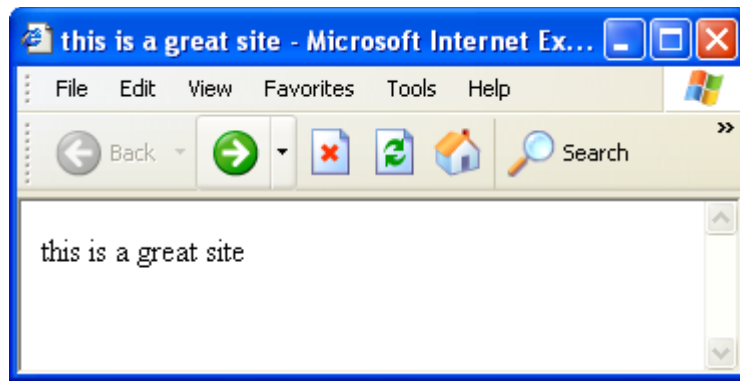 this is a great site - Microsoft Internet Ex...
File Edit View Favorites Tools Help
Back Search »
this is a great site